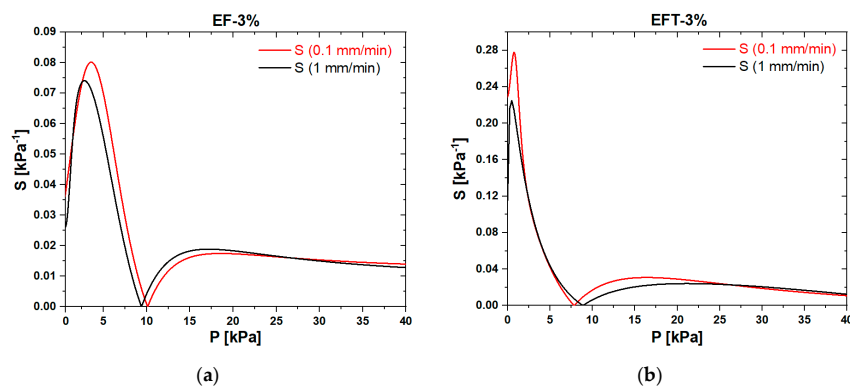 EF-3%
S (0.1 mm/min)
S (1 mm/min)
S [kPa-1]
0.09
0.08
0.07
0.06
0.05
0.04
0.03
0.02
0.01
0.00
0 5 10 15 20 25 30 35 40
P [kPa]
(a)
EFT-3%
S (0.1 mm/min)
S (1 mm/min)
S [kPa-1]
0.28
0.24
0.20
0.16
0.12
0.08
0.04
0.00
0 5 10 15 20 25 30 35 40
P [kPa]
(b)